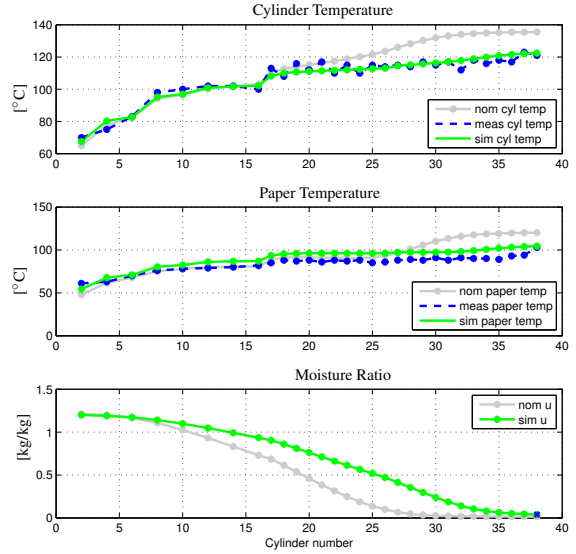 Cylinder Temperature
140
120
100
80
60
[°C]
0 5 10 15 20 25 30 35 40
nom cyl temp
meas cyl temp
sim cyl temp
Paper Temperature
150
100
50
0
[°C]
0 5 10 15 20 25 30 35 40
nom paper temp
meas paper temp
sim paper temp
Moisture Ratio
1.5
1
0.5
0
[kg/kg]
nom u
sim u
0 5 10 15 20 25 30 35 40
Cylinder number